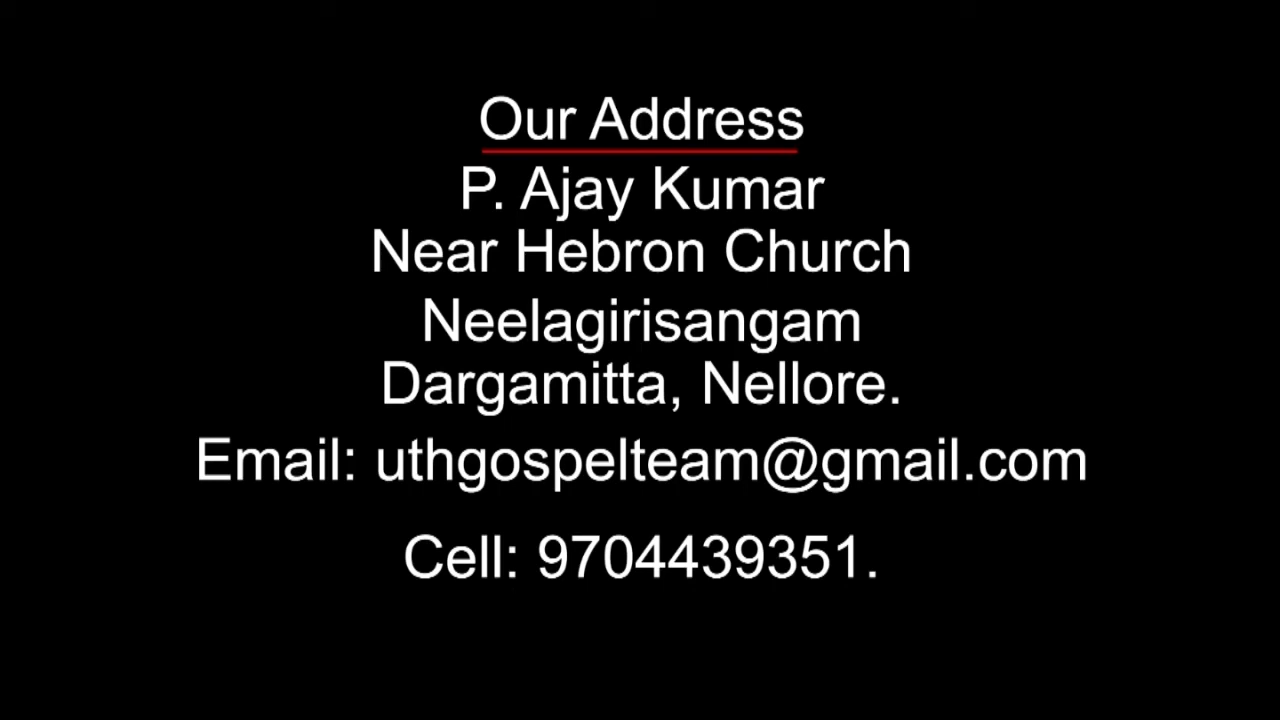 Our Address
P. Ajay Kumar
Near Hebron Church
Neelagirisangam
Dargamitta, Nellore.
Email: uthgospelteam@gmail.com
Cell: 9704439351.